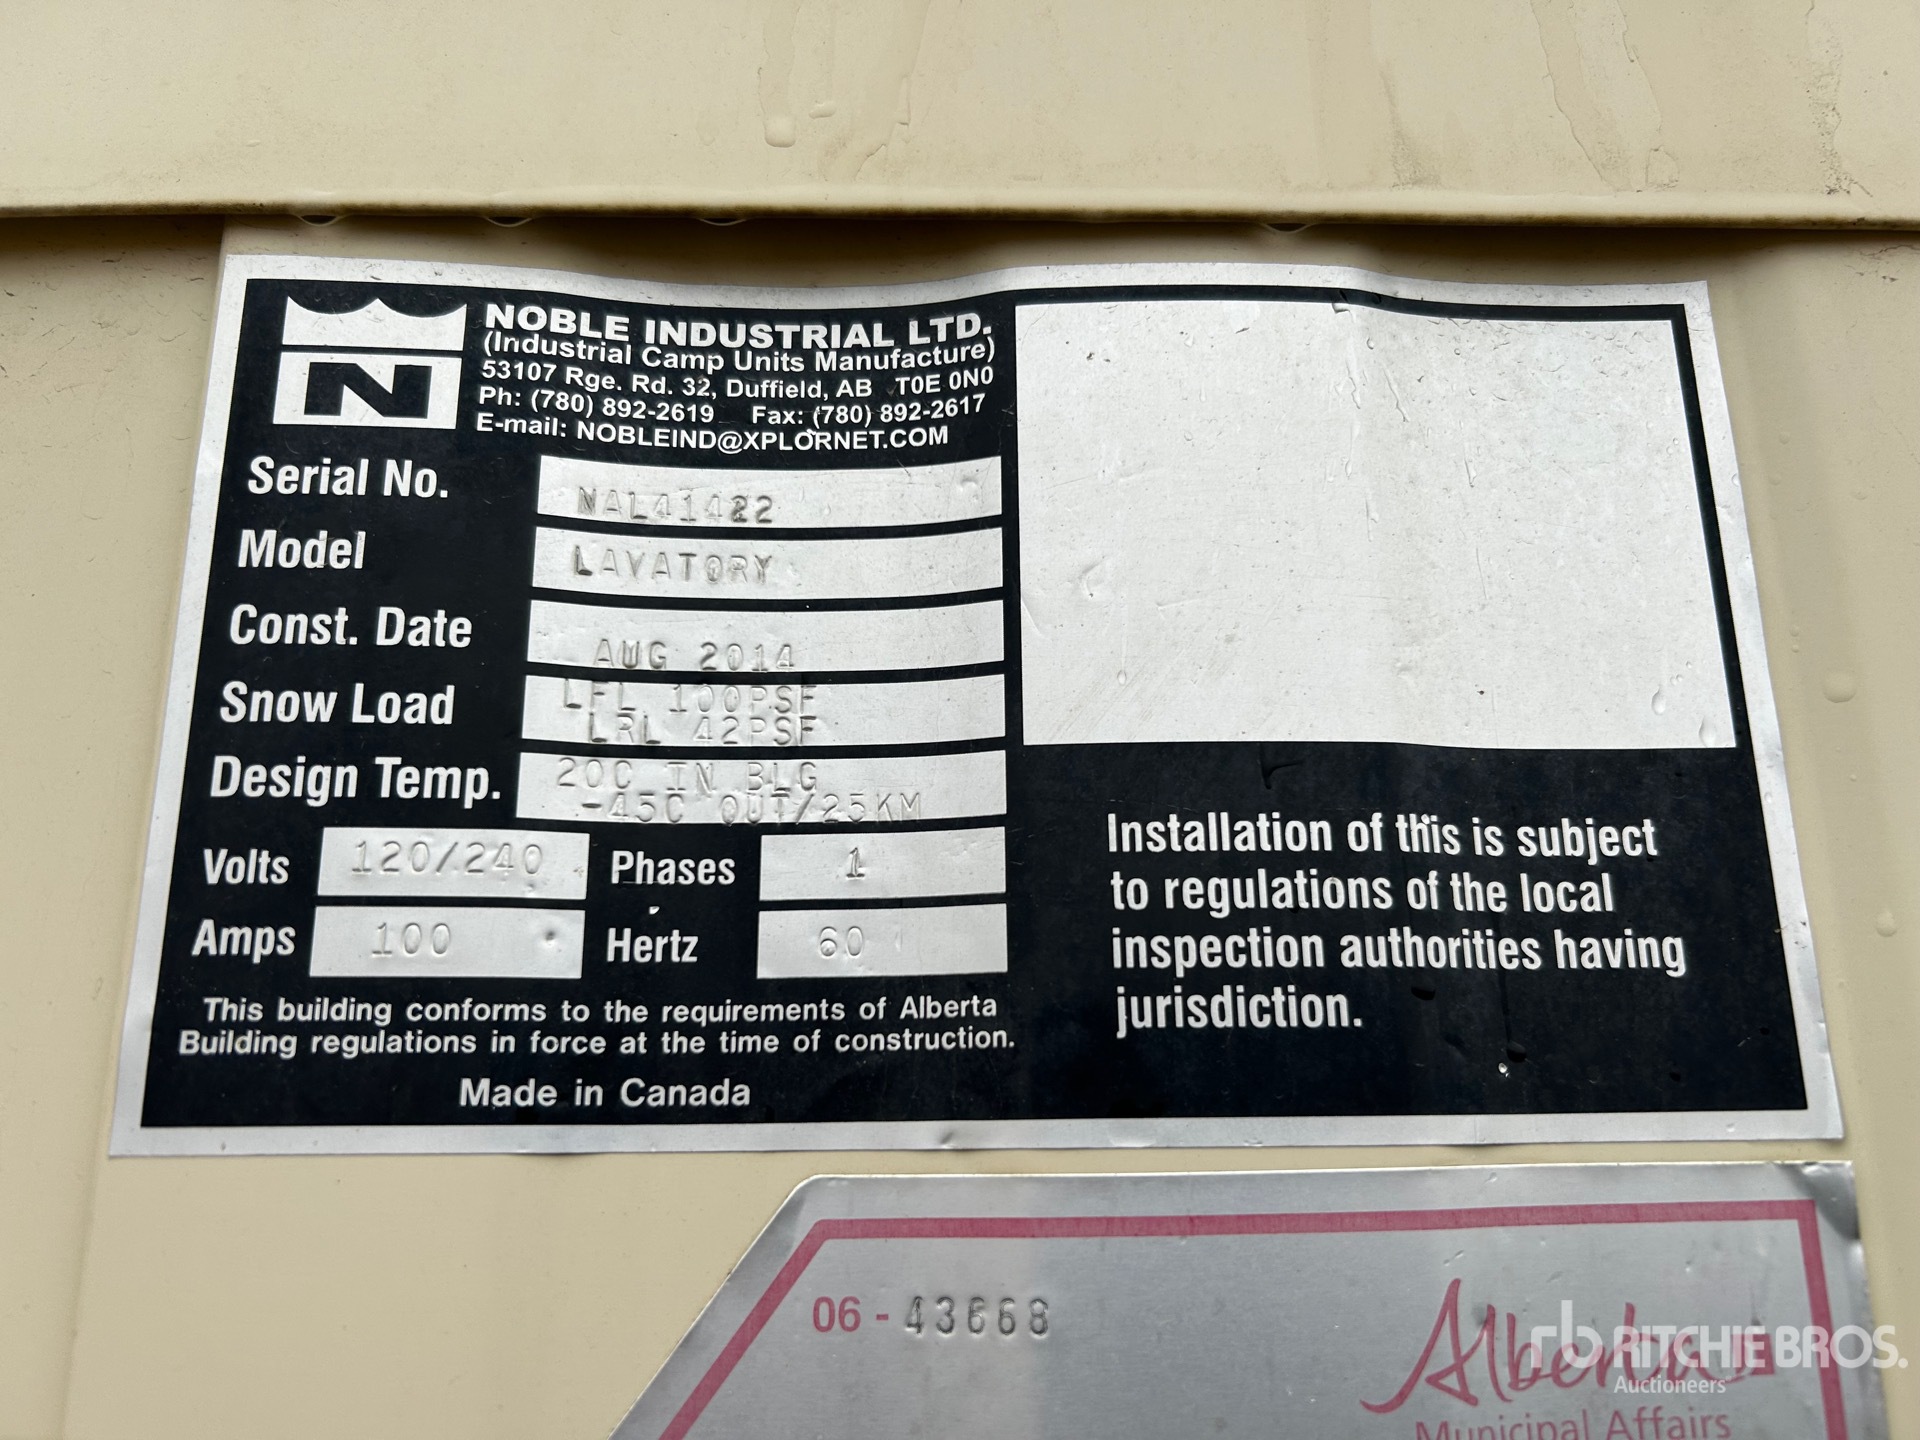 N
NOBLE INDUSTRIAL LTD.
(Industrial Camp Units Manufacture)
53107 Rge. Rd. 32, Duffield, AB T0E 0N0
Ph: (780) 892-2619 Fax: (780) 892-2617
E-mail: NOBLEIND@XPLORNET.COM
Serial No. NAL41422
Model LAVATORY
Const. Date AUG 2014
Snow Load LFL 100PSF
LRL 42PSF
Design Temp. 20C IN BLG
-45C OUT/25KM
Volts 120/240 Phases 1
Amps 100 Hertz 60
This building conforms to the requirements of Alberta
Building regulations in force at the time of construction.
Made in Canada
Installation of this is subject
to regulations of the local
inspection authorities having
jurisdiction.
06 - 43668
Alberta
Municipal Affairs
rb RITCHIE BROS.
Auctioneers